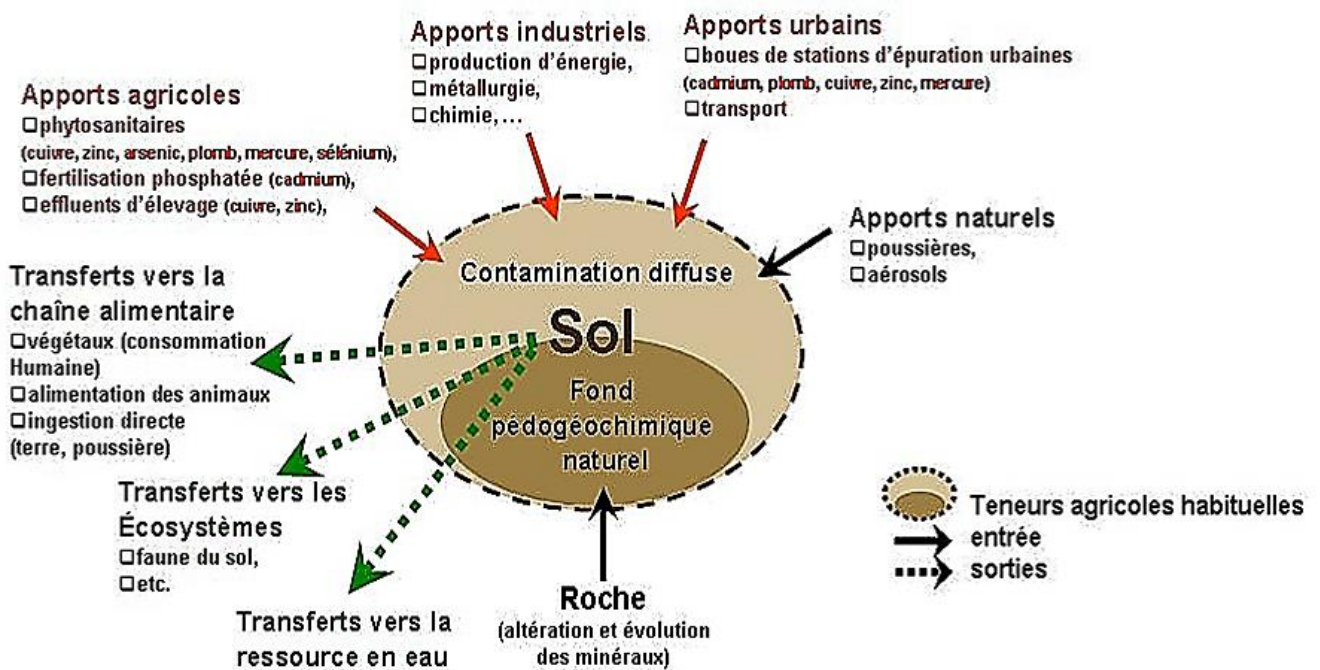 Apports industriels
❑production d'énergie,
❑métallurgie,
❑chimie,...
Apports urbains
❑boues de stations d'épuration urbaines
(cadmium, plomb, cuivre, zinc, mercure)
❑transport
Apports agricoles
❑phytosanitaires
(cuivre, zinc, arsenic, plomb, mercure, sélénium),
❑fertilisation phosphatée (cadmium),
❑effluents d'élevage (cuivre, zinc),
Apports naturels
❑poussières,
❑aérosols
Contamination diffuse
Sol
Fond
pédogéochimique
naturel
Transferts vers la
chaîne alimentaire
❑végétaux (consommation
Humaine)
❑alimentation des animaux
❑ingestion directe
(terre, poussière)
Transferts vers les
Écosystèmes
❑faune du sol,
❑etc.
Transferts vers la
ressource en eau
Roche
(altération et évolution
des minéraux)
Teneurs agricoles habituelles
entrée
sorties